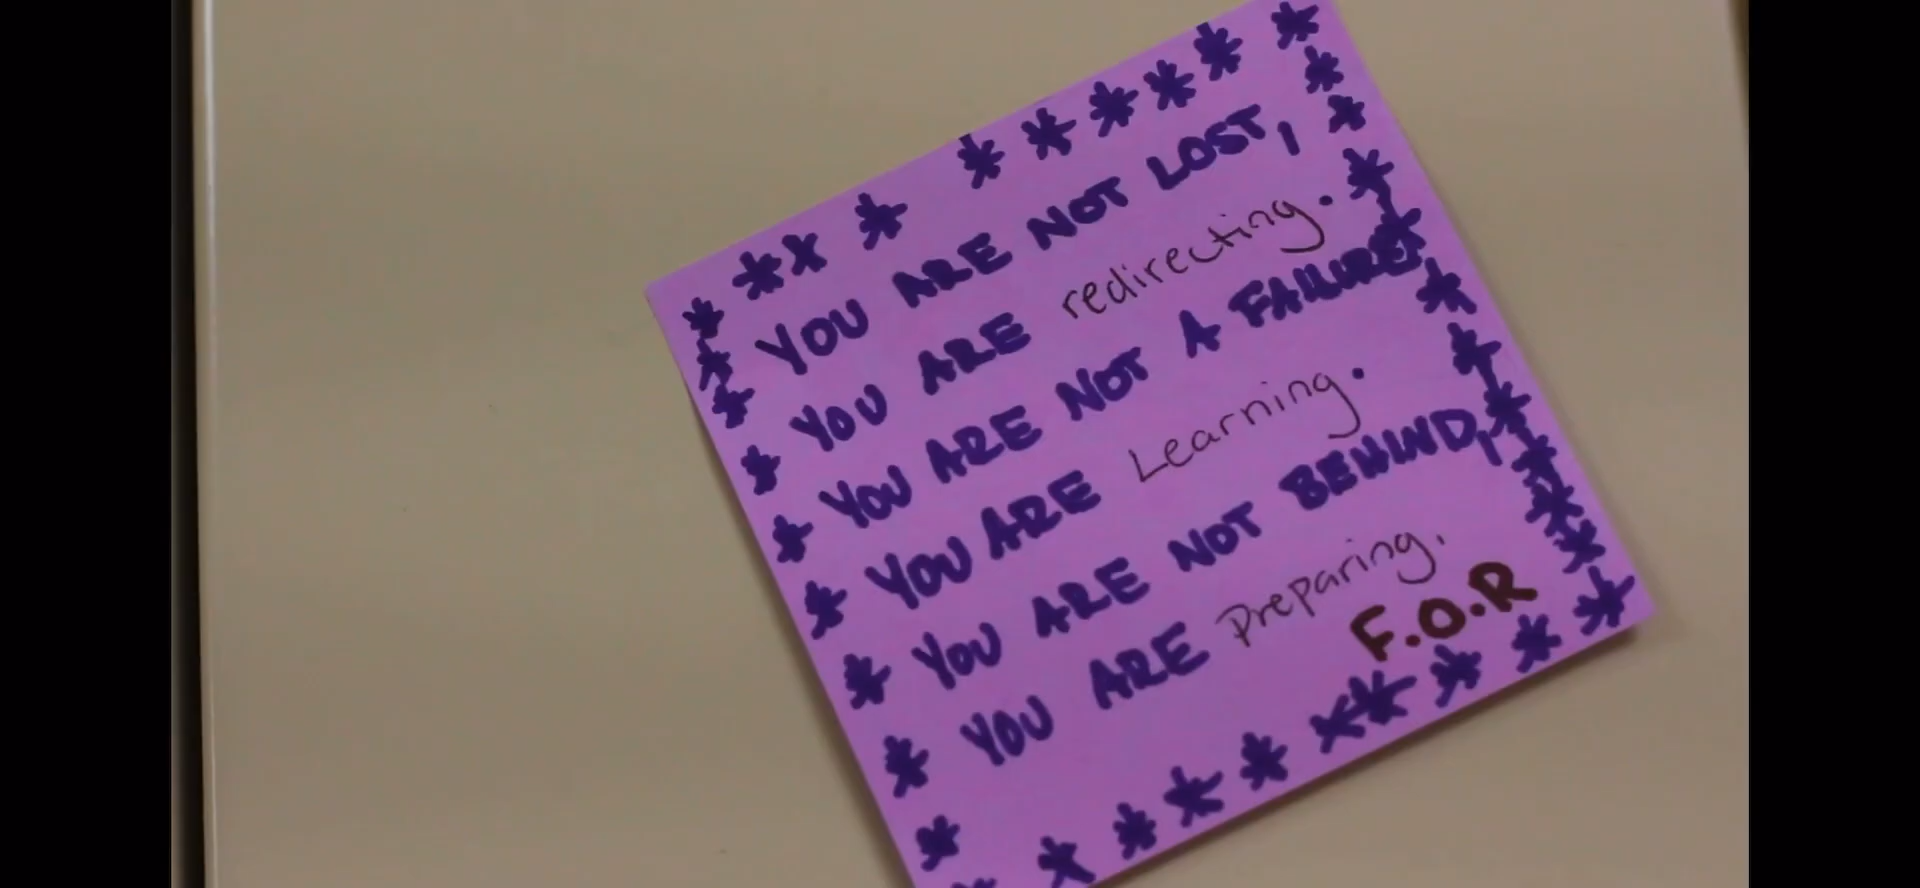 YOU ARE NOT LOST,
YOU ARE redirecting.
YOU ARE NOT A FAILURE
YOU ARE Learning.
YOU ARE NOT BEHIND,
YOU ARE Preparing.
F.O.R